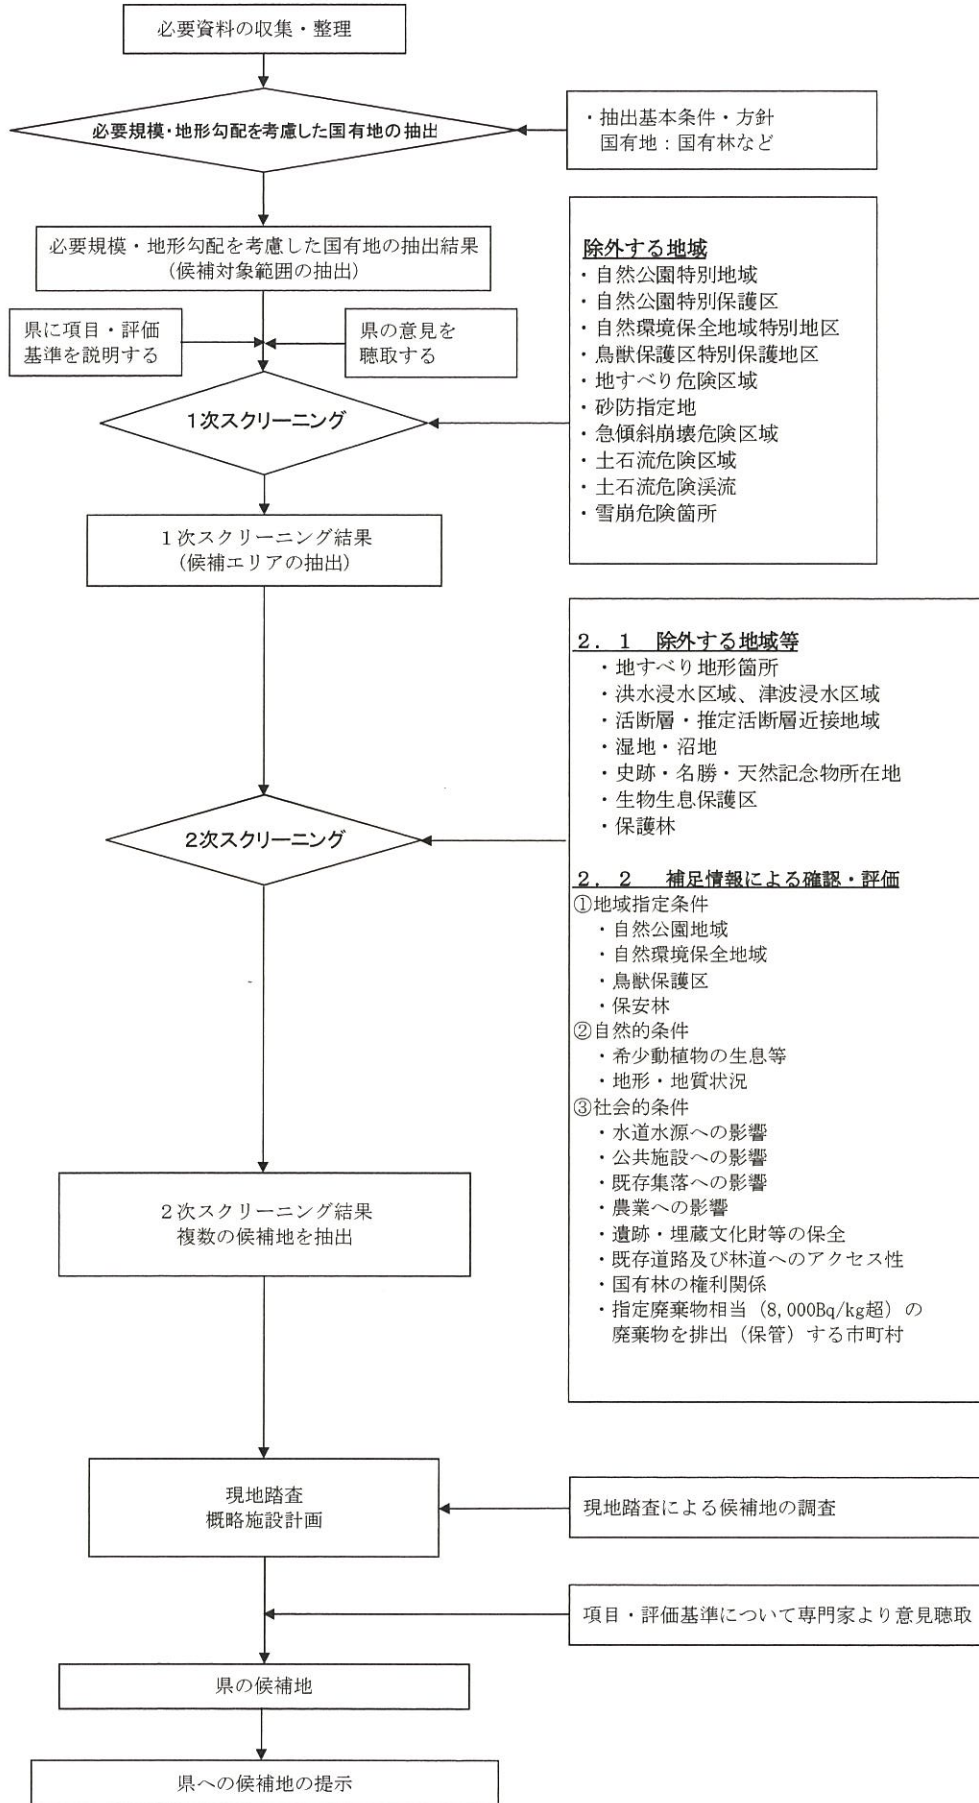 必要資料の収集・整理
必要規模・地形勾配を考慮した国有地の抽出
・抽出基本条件・方針
国有地：国有林など
必要規模・地形勾配を考慮した国有地の抽出結果
(候補対象範囲の抽出)
県に項目・評価
基準を説明する
県の意見を
聴取する
除外する地域
・自然公園特別地域
・自然公園特別保護区
・自然環境保全地域特別地区
・鳥獣保護区特別保護地区
・地すべり危険区域
・砂防指定地
・急傾斜崩壊危険区域
・土石流危険区域
・土石流危険渓流
・雪崩危険箇所
１次スクリーニング
１次スクリーニング結果
(候補エリアの抽出)
２．１　除外する地域等
・地すべり地形箇所
・洪水浸水区域、津波浸水区域
・活断層・推定活断層近接地域
・湿地・沼地
・史跡・名勝・天然記念物所在地
・生物生息保護区
・保護林
２次スクリーニング
２．２　補足情報による確認・評価
①地域指定条件
・自然公園地域
・自然環境保全地域
・鳥獣保護区
・保安林
②自然的条件
・希少動植物の生息等
・地形・地質状況
③社会的条件
・水道水源への影響
・公共施設への影響
・既存集落への影響
・農業への影響
・遺跡・埋蔵文化財等の保全
・既存道路及び林道へのアクセス性
・国有林の権利関係
・指定廃棄物相当（8,000Bq/kg超）の
廃棄物を排出（保管）する市町村
２次スクリーニング結果
複数の候補地を抽出
現地踏査
概略施設計画
現地踏査による候補地の調査
項目・評価基準について専門家より意見聴取
県の候補地
県への候補地の提示